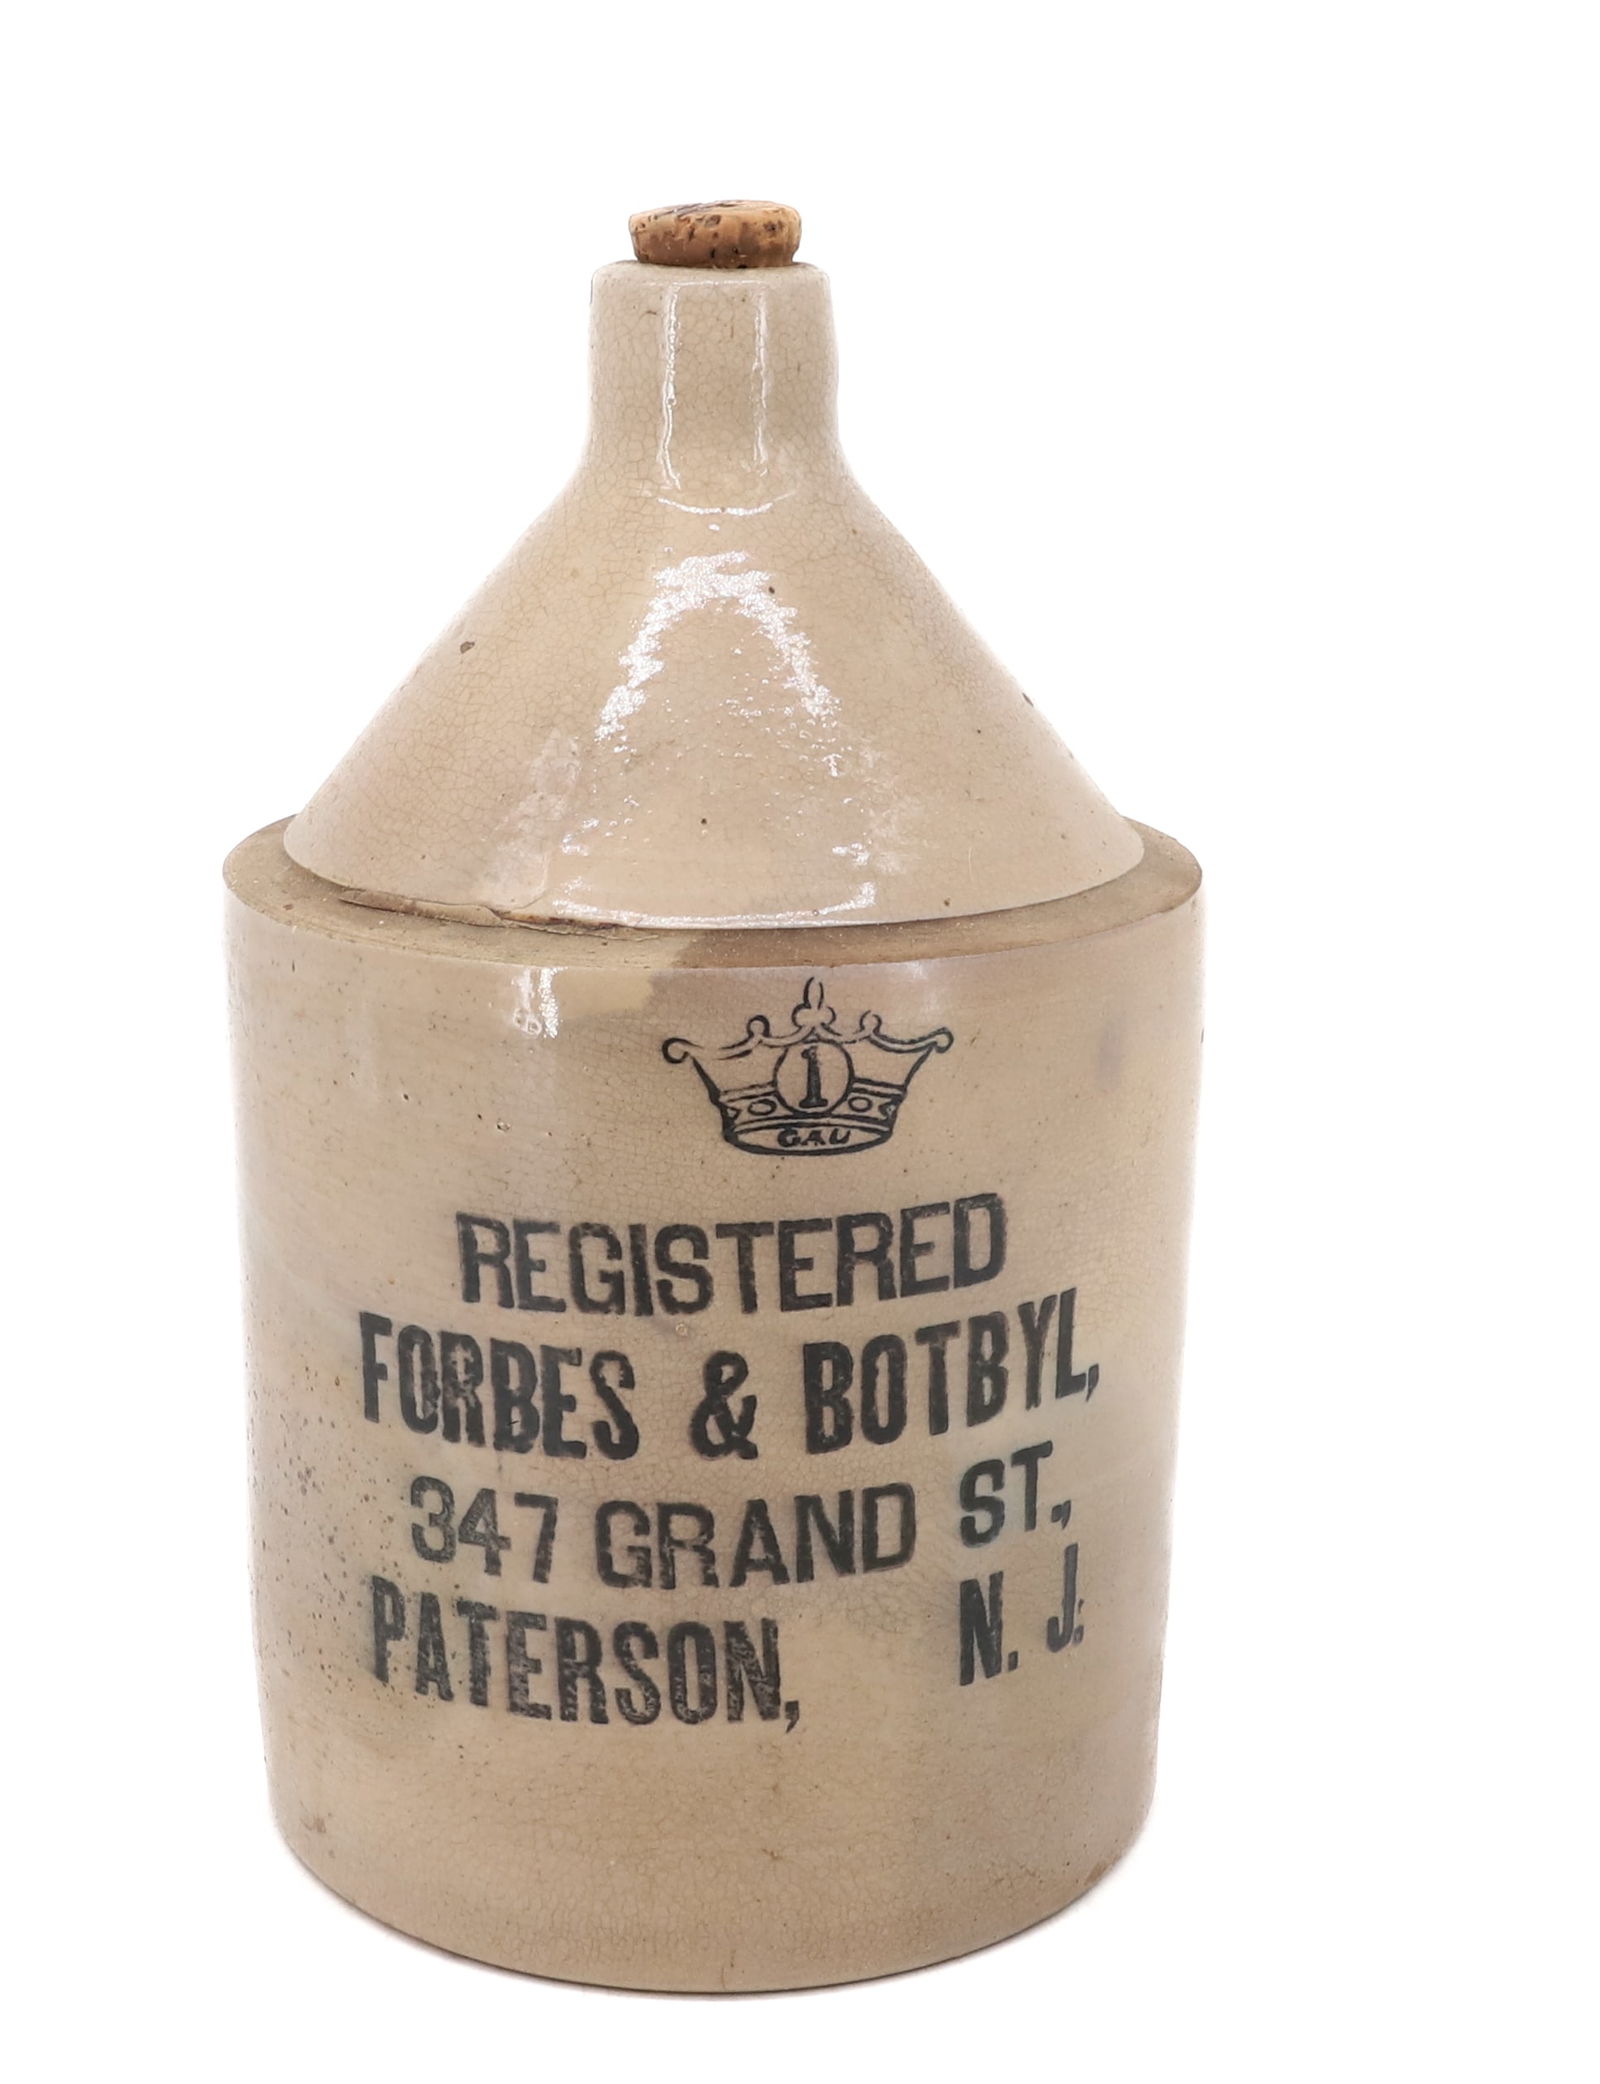 1
GAL
REGISTERED
FORBES & BOTBYL,
347 GRAND ST.,
PATERSON, N. J.